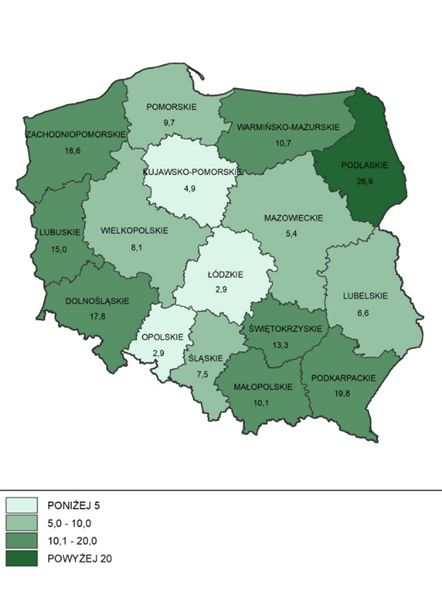 POMORSKIE
9,7
ZACHODNIOPOMORSKIE
18,6
WARMIŃSKO-MAZURSKIE
10,7
PODLASKIE
26,9
KUJAWSKO-POMORSKIE
4,9
MAZOWIECKIE
5,4
LUBUSKIE
15,0
WIELKOPOLSKIE
8,1
ŁÓDZKIE
2,9
LUBELSKIE
6,6
DOLNOŚLĄSKIE
17,8
OPOLSKIE
2,9
ŚWIĘTOKRZYSKIE
13,3
ŚLĄSKIE
7,5
MAŁOPOLSKIE
10,1
PODKARPACKIE
19,8
PONIŻEJ 5
5,0 - 10,0
10,1 - 20,0
POWYŻEJ 20